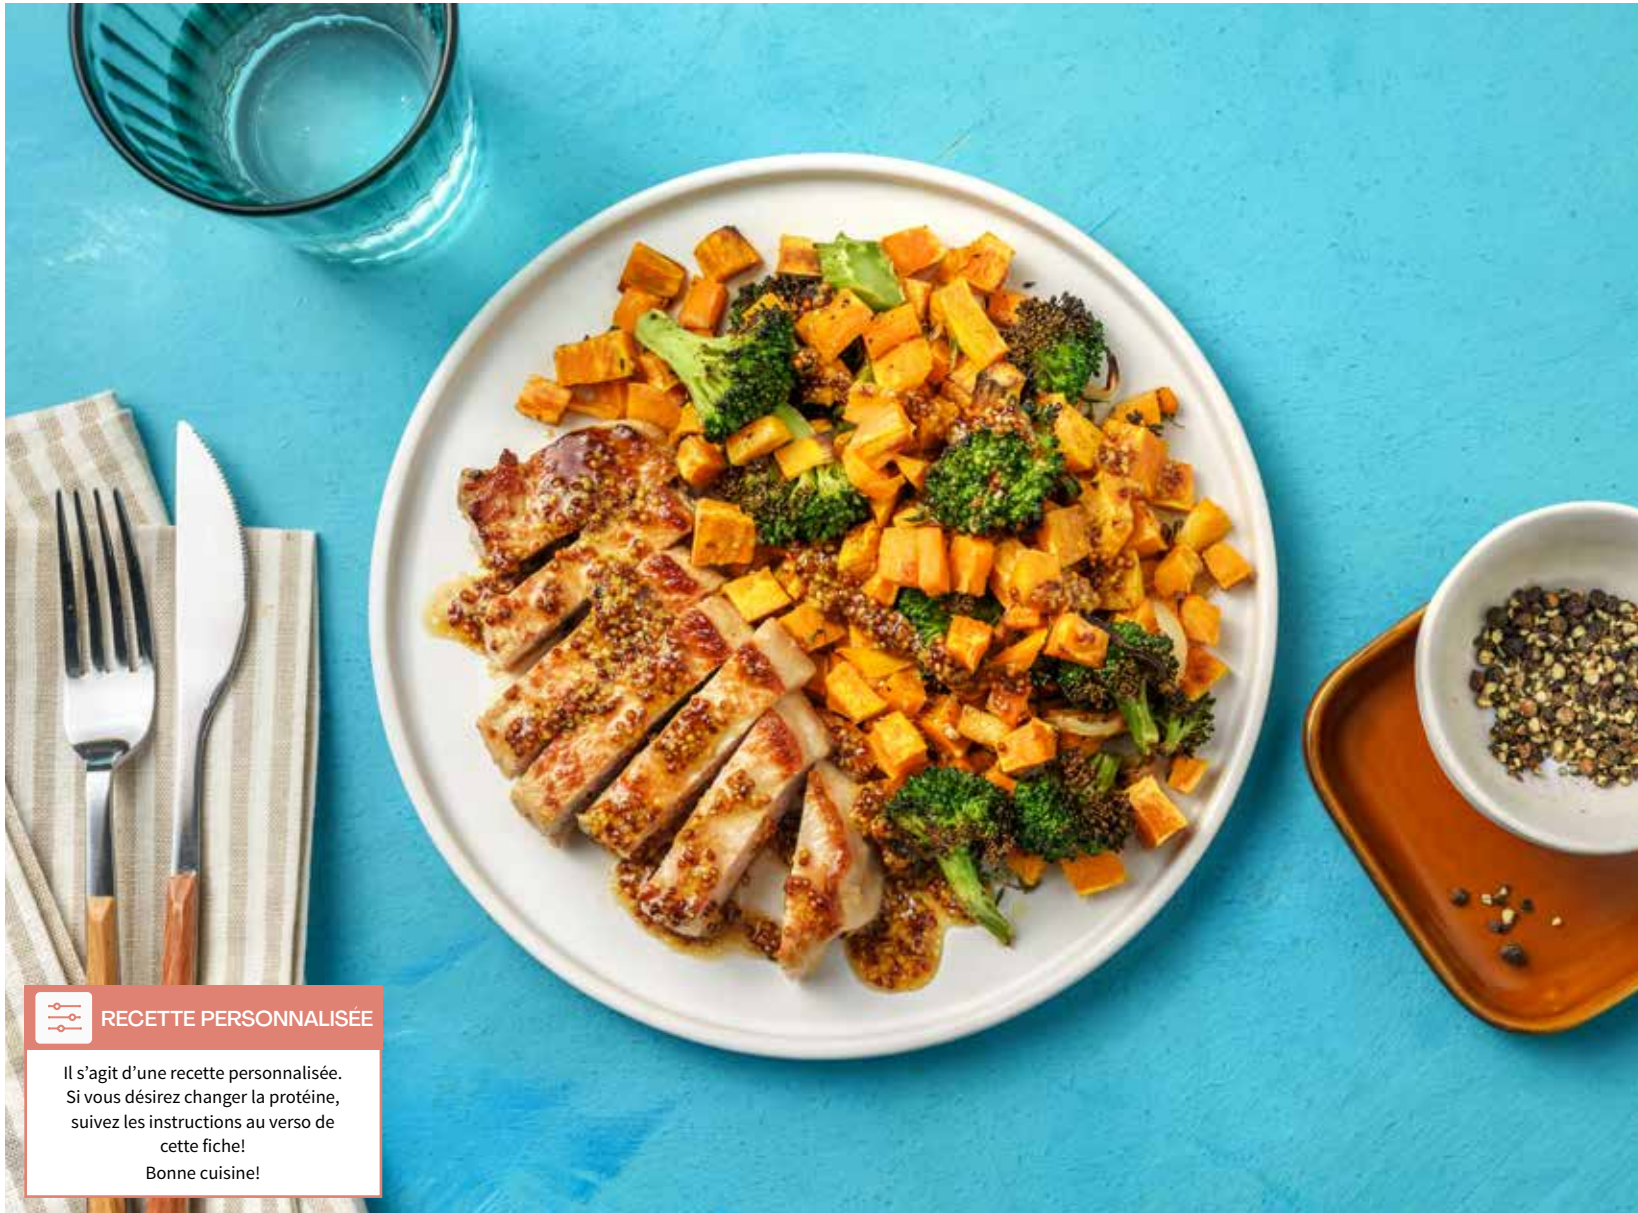 RECETTE PERSONNALISÉE
Il s’agit d’une recette personnalisée.
Si vous désirez changer la protéine,
suivez les instructions au verso de
cette fiche!
Bonne cuisine!